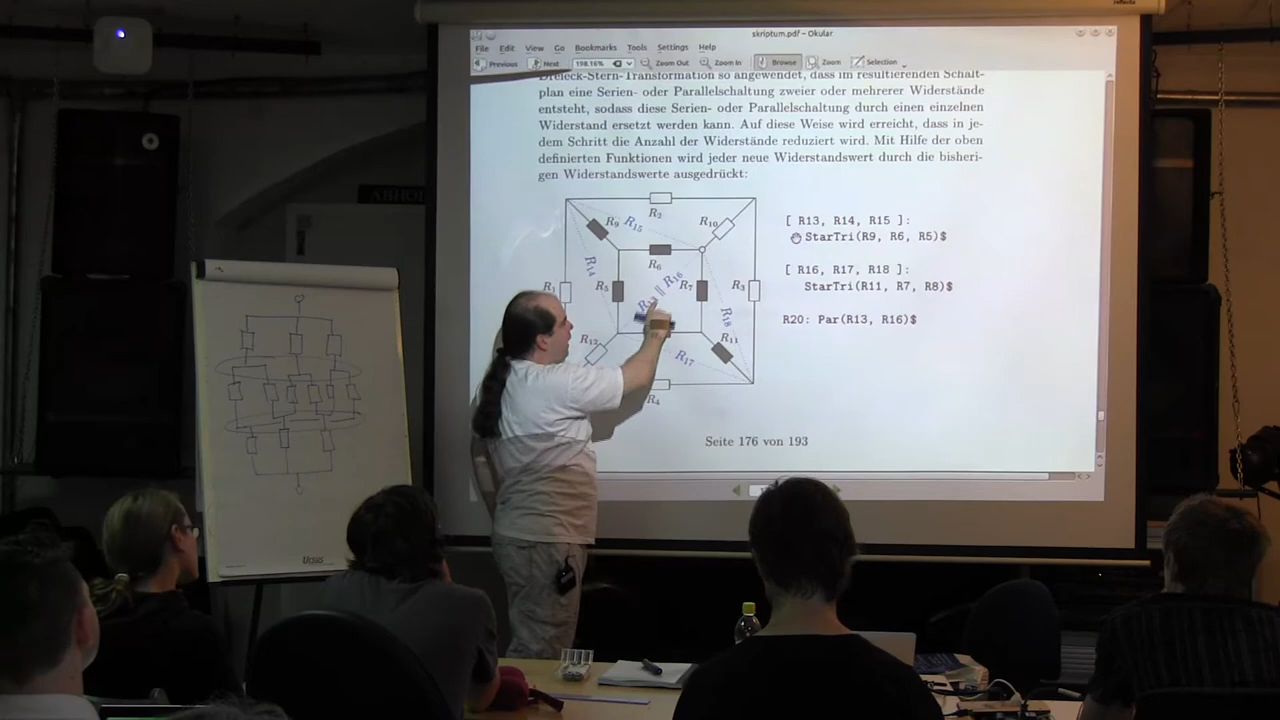 reflecta
skriptum.pdf – Okular
File Edit View Go Bookmarks Tools Settings Help
Previous Next 198.16% Zoom Out Zoom In Browse Zoom Selection
Dreieck-Stern-Transformation so angewendet, dass im resultierenden Schalt-
plan eine Serien- oder Parallelschaltung zweier oder mehrerer Widerstände
entsteht, sodass diese Serien- oder Parallelschaltung durch einen einzelnen
Widerstand ersetzt werden kann. Auf diese Weise wird erreicht, dass in je-
dem Schritt die Anzahl der Widerstände reduziert wird. Mit Hilfe der oben
definierten Funktionen wird jeder neue Widerstandswert durch die bisheri-
gen Widerstandswerte ausgedrückt:
R2
R9 R15 R10
R14 R6
R1 R5 ∥ R16 R7 R3
R18
R12 R17 R11
R4
[ R13, R14, R15 ]:
StarTri(R9, R6, R5)$
[ R16, R17, R18 ]:
StarTri(R11, R7, R8)$
R20: Par(R13, R16)$
Seite 176 von 193
Ursus